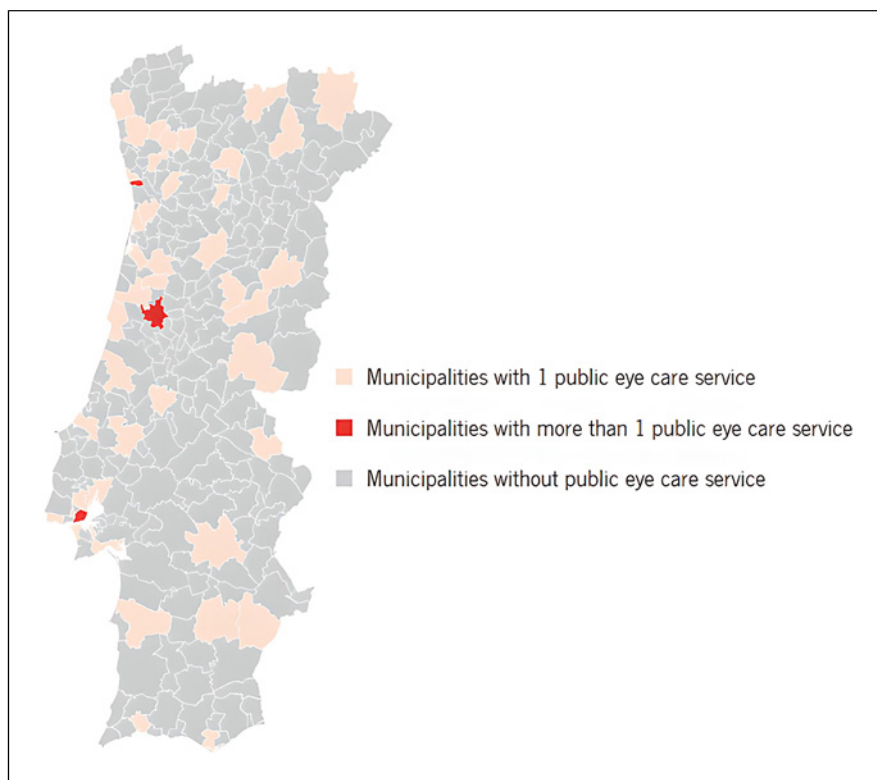 Municipalities with 1 public eye care service
Municipalities with more than 1 public eye care service
Municipalities without public eye care service